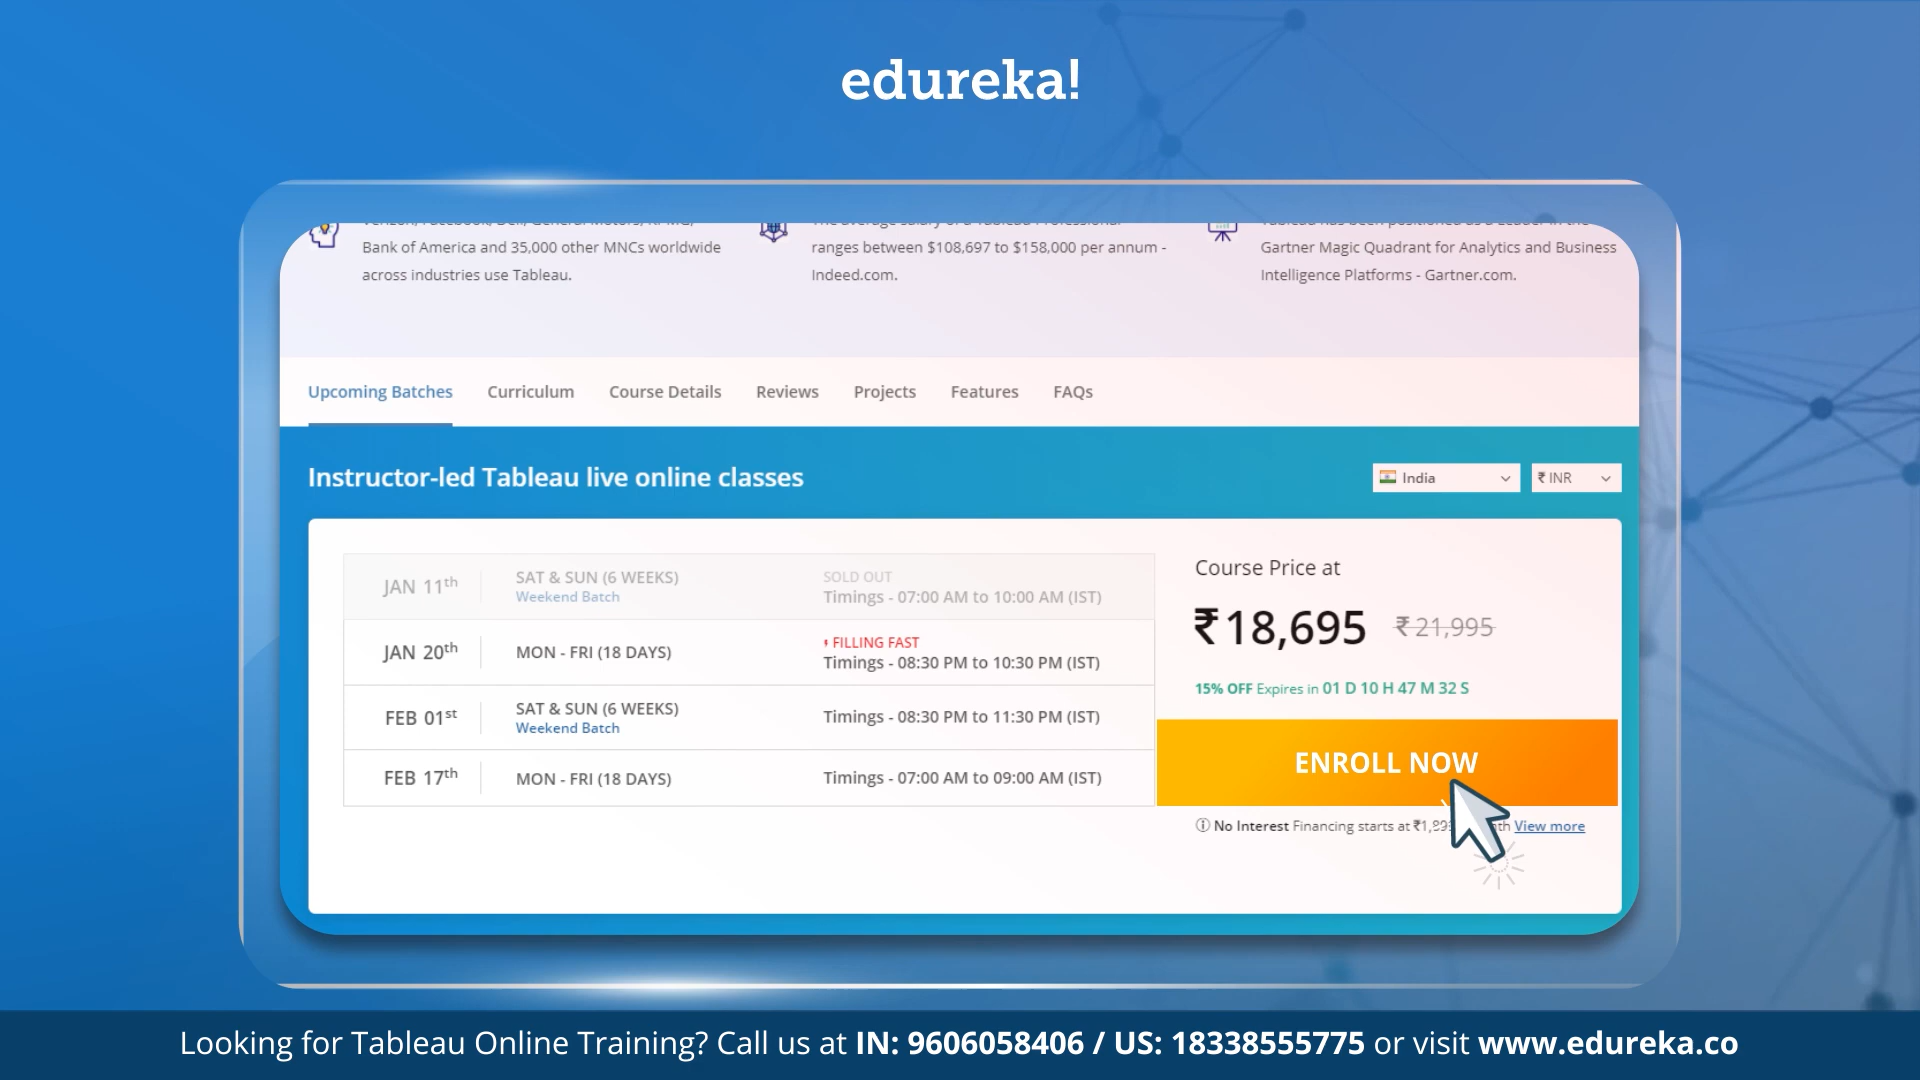 edureka!
Bank of America and 35,000 other MNCs worldwide
across industries use Tableau.
ranges between $108,697 to $158,000 per annum -
Indeed.com.
Gartner Magic Quadrant for Analytics and Business
Intelligence Platforms - Gartner.com.
Upcoming Batches Curriculum Course Details Reviews Projects Features FAQs
Instructor-led Tableau live online classes
India
₹ INR
JAN 11th
SAT & SUN (6 WEEKS)
Weekend Batch
SOLD OUT
Timings - 07:00 AM to 10:00 AM (IST)
JAN 20th
MON - FRI (18 DAYS)
FILLING FAST
Timings - 08:30 PM to 10:30 PM (IST)
FEB 01st
SAT & SUN (6 WEEKS)
Weekend Batch
Timings - 08:30 PM to 11:30 PM (IST)
FEB 17th
MON - FRI (18 DAYS)
Timings - 07:00 AM to 09:00 AM (IST)
Course Price at
₹18,695 ₹21,995
15% OFF Expires in 01 D 10 H 47 M 32 S
ENROLL NOW
No Interest Financing starts at View more
Looking for Tableau Online Training? Call us at IN: 9606058406 / US: 18338555775 or visit www.edureka.co